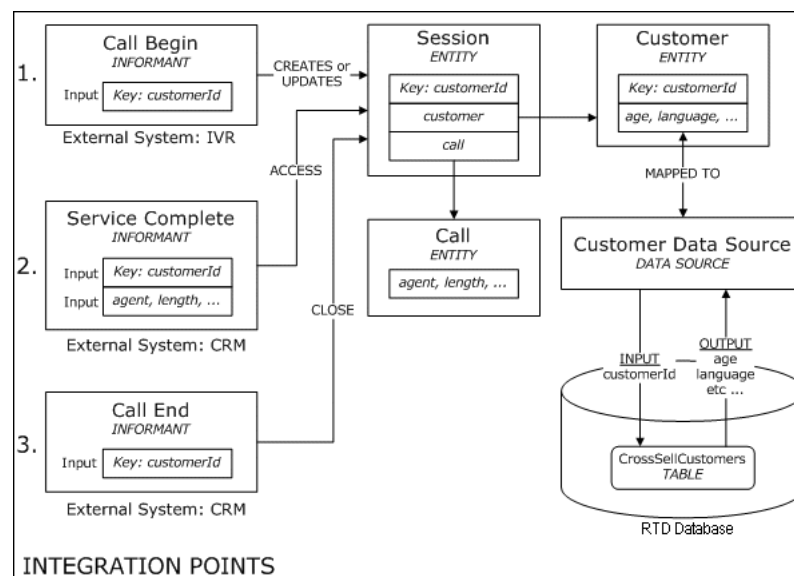 1.
Call Begin
INFORMANT
Input
Key: customerId
External System: IVR
CREATES or
UPDATES
Session
ENTITY
Key: customerId
customer
call
Customer
ENTITY
Key: customerId
age, language, ...
ACCESS
MAPPED TO
2.
Service Complete
INFORMANT
Input
Key: customerId
Input
agent, length, ...
External System: CRM
Call
ENTITY
agent, length, ...
Customer Data Source
DATA SOURCE
CLOSE
INPUT
customerId
OUTPUT
age
language
etc ...
3.
Call End
INFORMANT
Input
Key: customerId
External System: CRM
CrossSellCustomers
TABLE
RTD Database
INTEGRATION POINTS